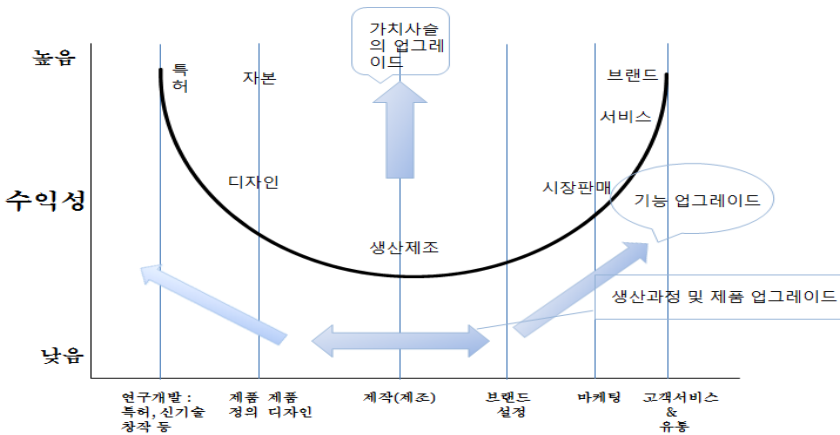 가치사슬
의 업그레
이드
높음
특
허
자본
브랜드
서비스
디자인
시장판매
수익성
기능 업그레이드
생산제조
생산과정 및 제품 업그레이드
낮음
연구개발 :
특허, 신기술
창작 등
제품 제품
정의 디자인
제작(제조)
브랜드
설정
마케팅
고객서비스
&
유통